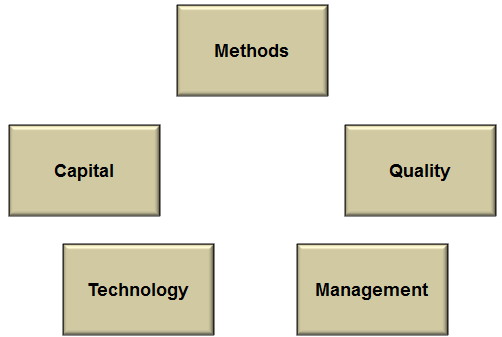 Methods
Capital
Quality
Technology
Management